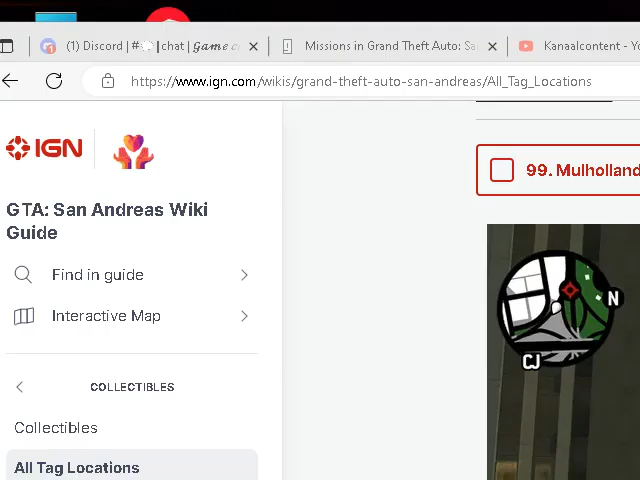 (1) Discord | # | chat | Game c
Missions in Grand Theft Auto: Sa
Kanaalcontent - Yo
https://www.ign.com/wikis/grand-theft-auto-san-andreas/All_Tag_Locations
IGN
99. Mulholland
GTA: San Andreas Wiki
Guide
Find in guide
Interactive Map
N
CJ
COLLECTIBLES
Collectibles
All Tag Locations